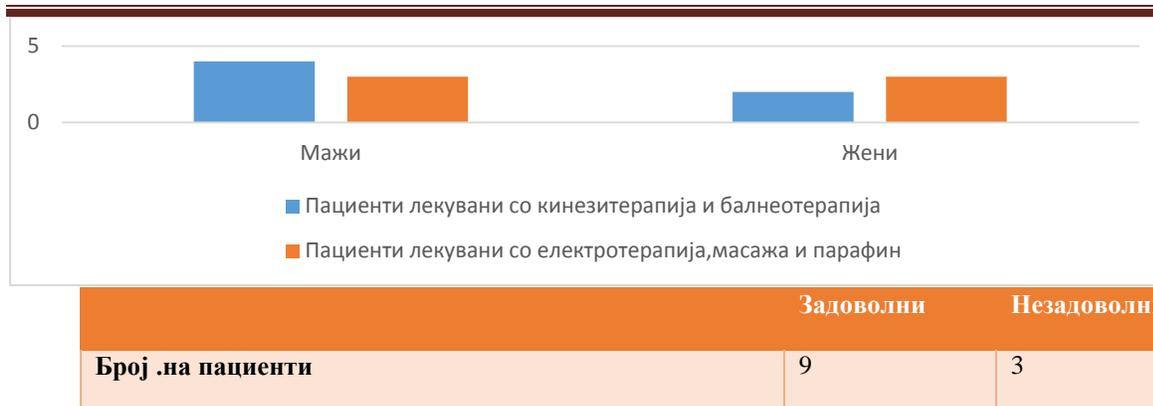 5
0
Мажи Жени
Пациенти лекувани со кинезитерапија и балнеотерапија
Пациенти лекувани со електротерапија,масажа и парафин
Задоволни Незадоволн
Број .на пациенти 9 3